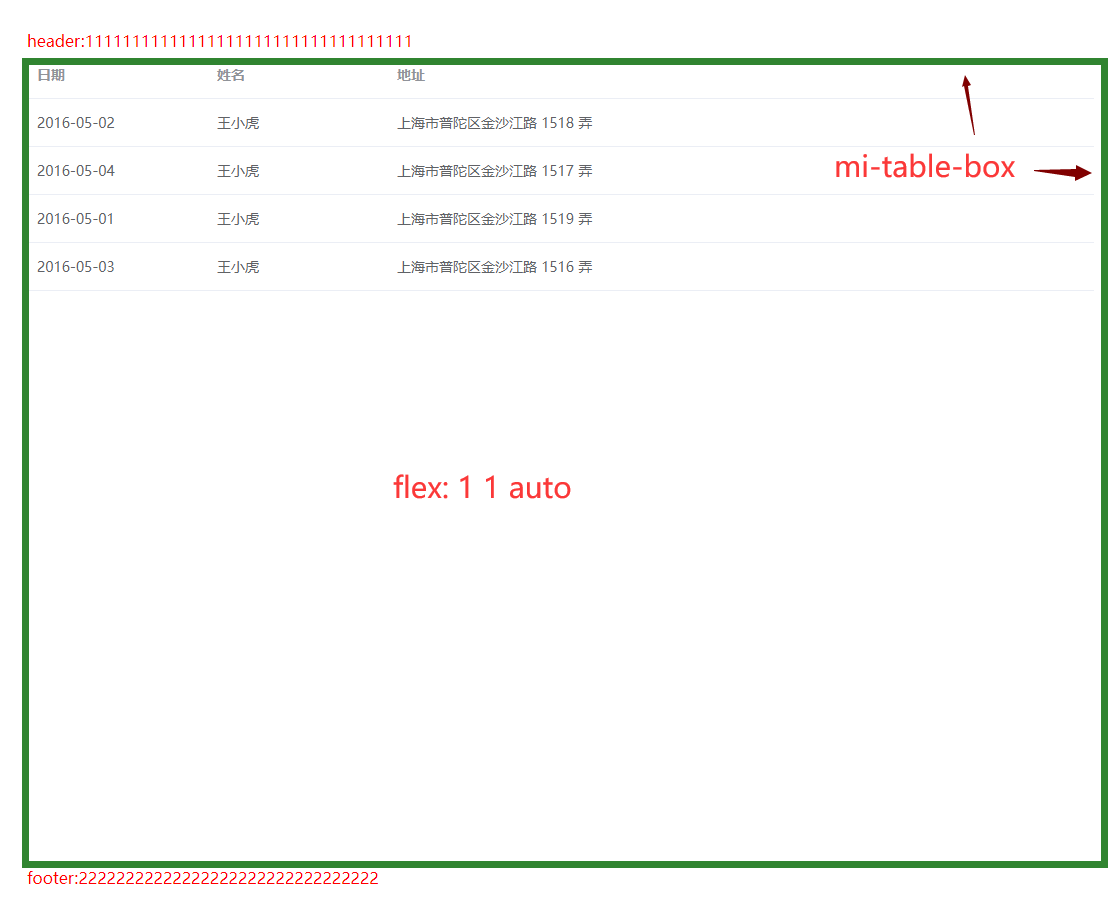 header:11111111111111111111111111111111111
日期 姓名 地址
2016-05-02 王小虎 上海市普陀区金沙江路 1518 弄
mi-table-box
2016-05-04 王小虎 上海市普陀区金沙江路 1517 弄
2016-05-01 王小虎 上海市普陀区金沙江路 1519 弄
2016-05-03 王小虎 上海市普陀区金沙江路 1516 弄
flex: 1 1 auto
footer:22222222222222222222222222222222